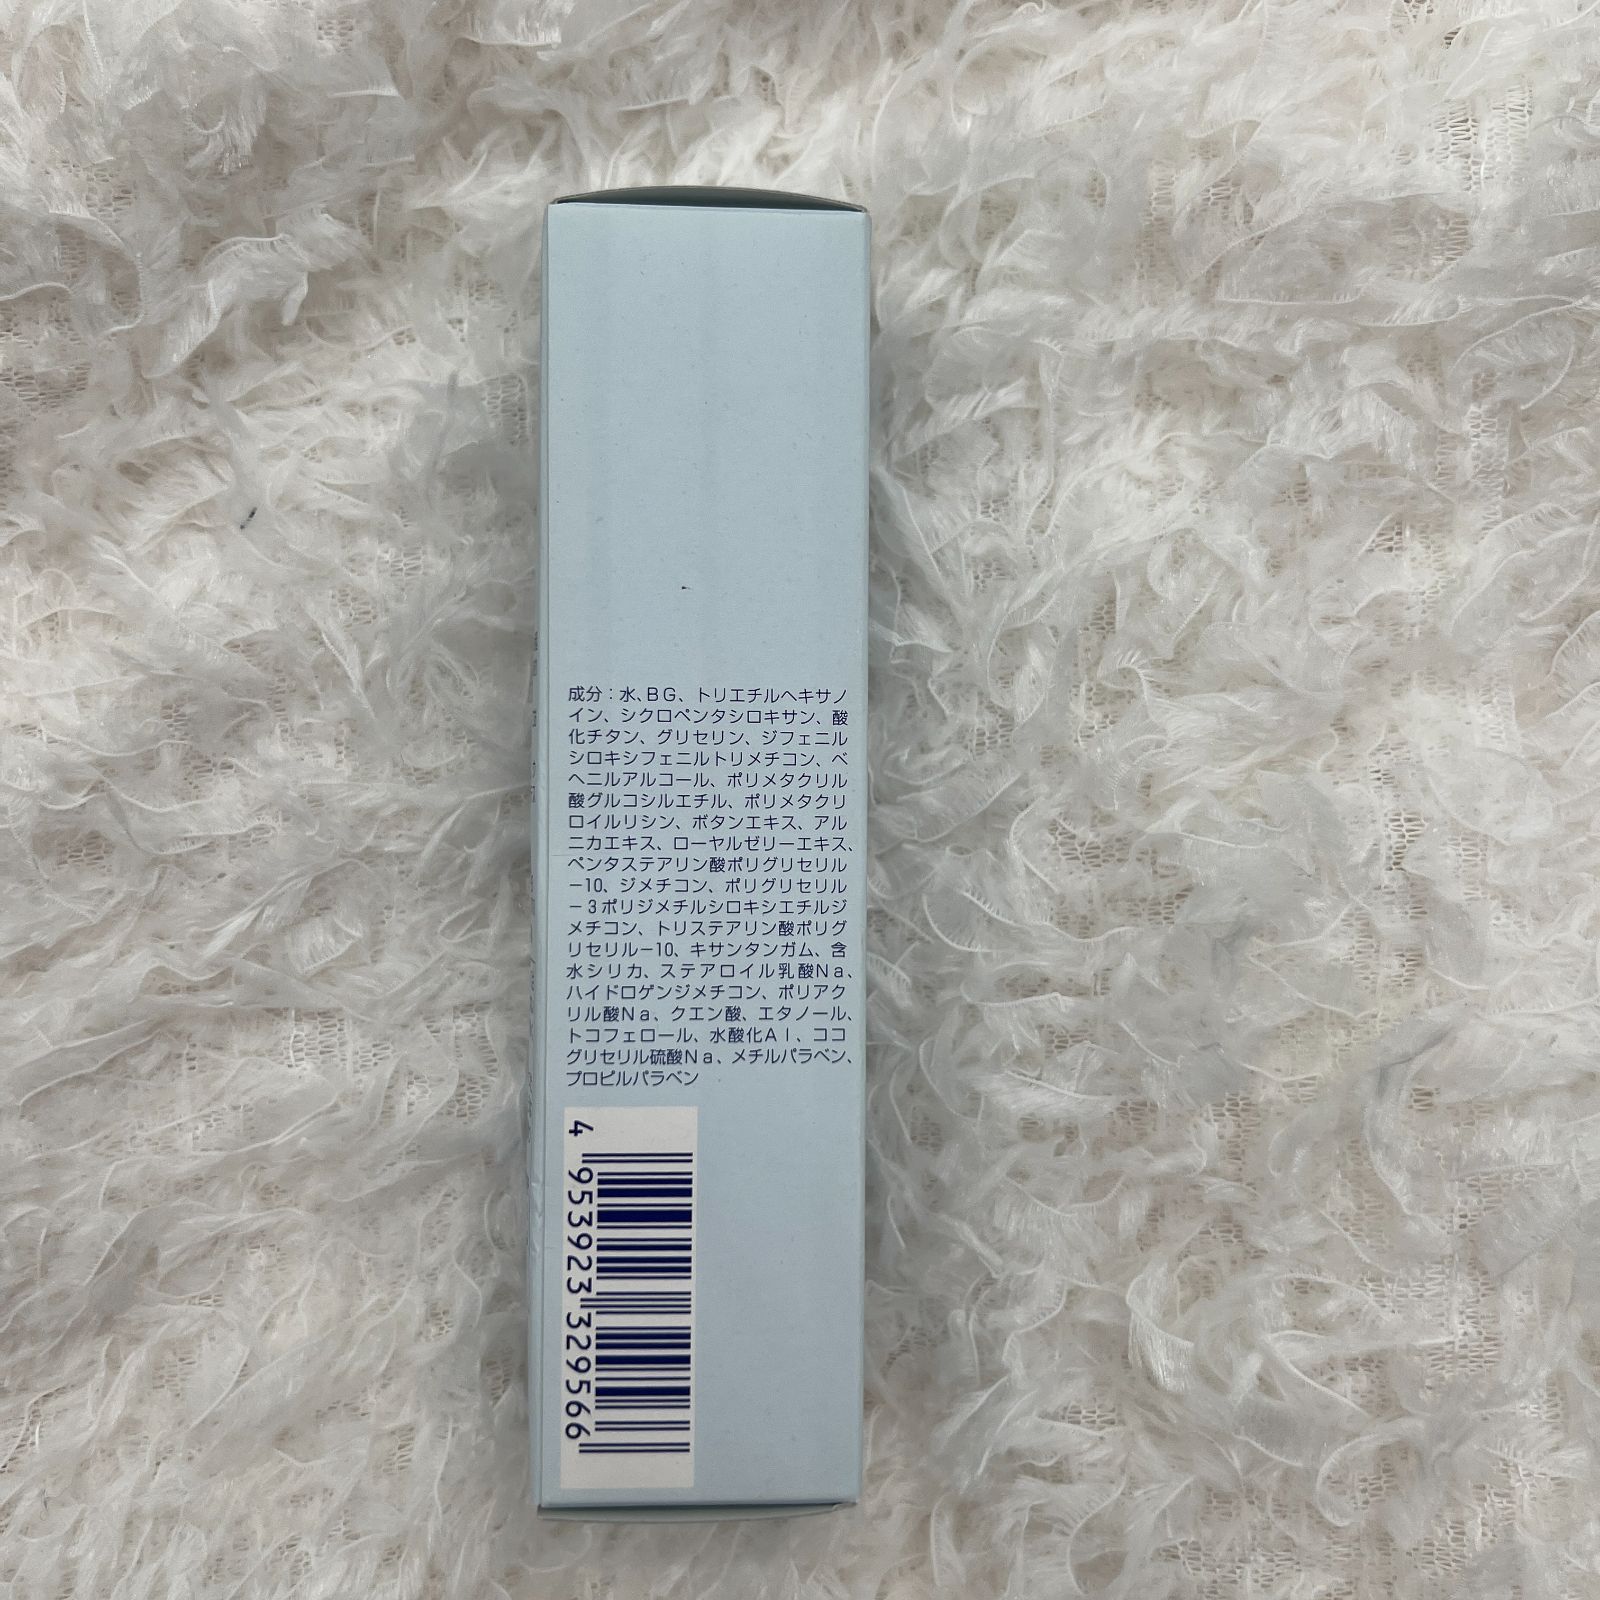 成分：水、BG、トリエチルヘキサノ
イン、シクロペンタシロキサン、酸
化チタン、グリセリン、ジフェニル
シロキシフェニルトリメチコン、ベ
ヘニルアルコール、ポリメタクリル
酸グルコシルエチル、ポリメタクリ
ロイルリシン、ボタンエキス、アル
ニカエキス、ローヤルゼリーエキス、
ペンタステアリン酸ポリグリセリル
－10、ジメチコン、ポリグリセリル
－3ポリジメチルシロキシエチルジ
メチコン、トリステアリン酸ポリグ
リセリル－10、キサンタンガム、含
水シリカ、ステアロイル乳酸Na、
ハイドロゲンジメチコン、ポリアク
リル酸Na、クエン酸、エタノール、
トコフェロール、水酸化Al、ココ
グリセリル硫酸Na、メチルパラベン、
プロピルパラベン
4 953923 329566